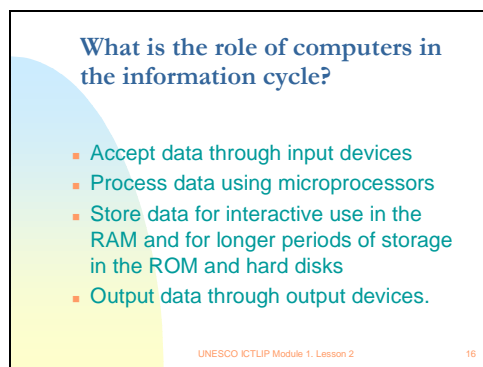 What is the role of computers in
the information cycle?
Accept data through input devices
Process data using microprocessors
Store data for interactive use in the
RAM and for longer periods of storage
in the ROM and hard disks
Output data through output devices.
UNESCO ICTLIP Module 1. Lesson 2
16